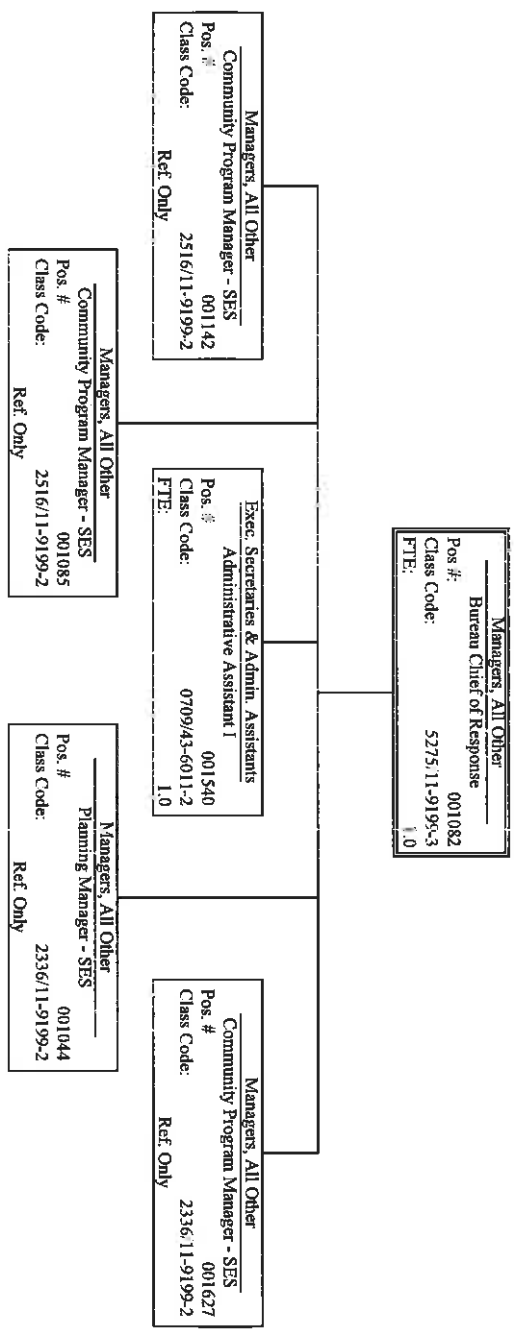 Managers, All Other
Bureau Chief of Response
Pos #: 001082
Class Code: 5275/11-9199-3
FTE: 1.0
Managers, All Other
Community Program Manager - SES
Pos. # 001142
Class Code: 2516/11-9199-2
Ref. Only
Exec. Secretaries & Admin. Assistants
Administrative Assistant I
Pos. # 001540
Class Code: 0709/43-6011-2
FTE: 1.0
Managers, All Other
Community Program Manager - SES
Pos. # 001627
Class Code: 2336/11-9199-2
Ref. Only
Managers, All Other
Community Program Manager - SES
Pos. # 001085
Class Code: 2516/11-9199-2
Ref. Only
Managers, All Other
Planning Manager - SES
Pos. # 001044
Class Code: 2336/11-9199-2
Ref. Only